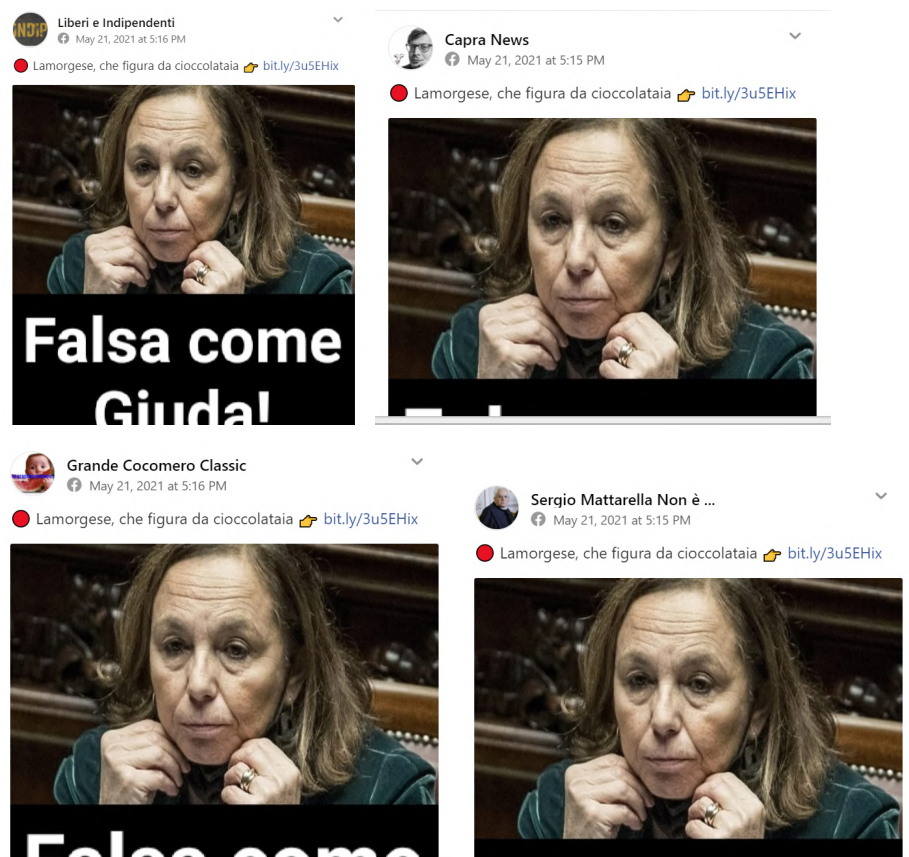 Liberi e Indipendenti
May 21, 2021 at 5:16 PM
Lamorgese, che figura da cioccolataia 👉 bit.ly/3u5EHix
Falsa come
Giuda!
Capra News
May 21, 2021 at 5:15 PM
Lamorgese, che figura da cioccolataia 👉 bit.ly/3u5EHix
Grande Cocomero Classic
May 21, 2021 at 5:16 PM
Lamorgese, che figura da cioccolataia 👉 bit.ly/3u5EHix
Falsa come
Sergio Mattarella Non è ...
May 21, 2021 at 5:15 PM
Lamorgese, che figura da cioccolataia 👉 bit.ly/3u5EHix